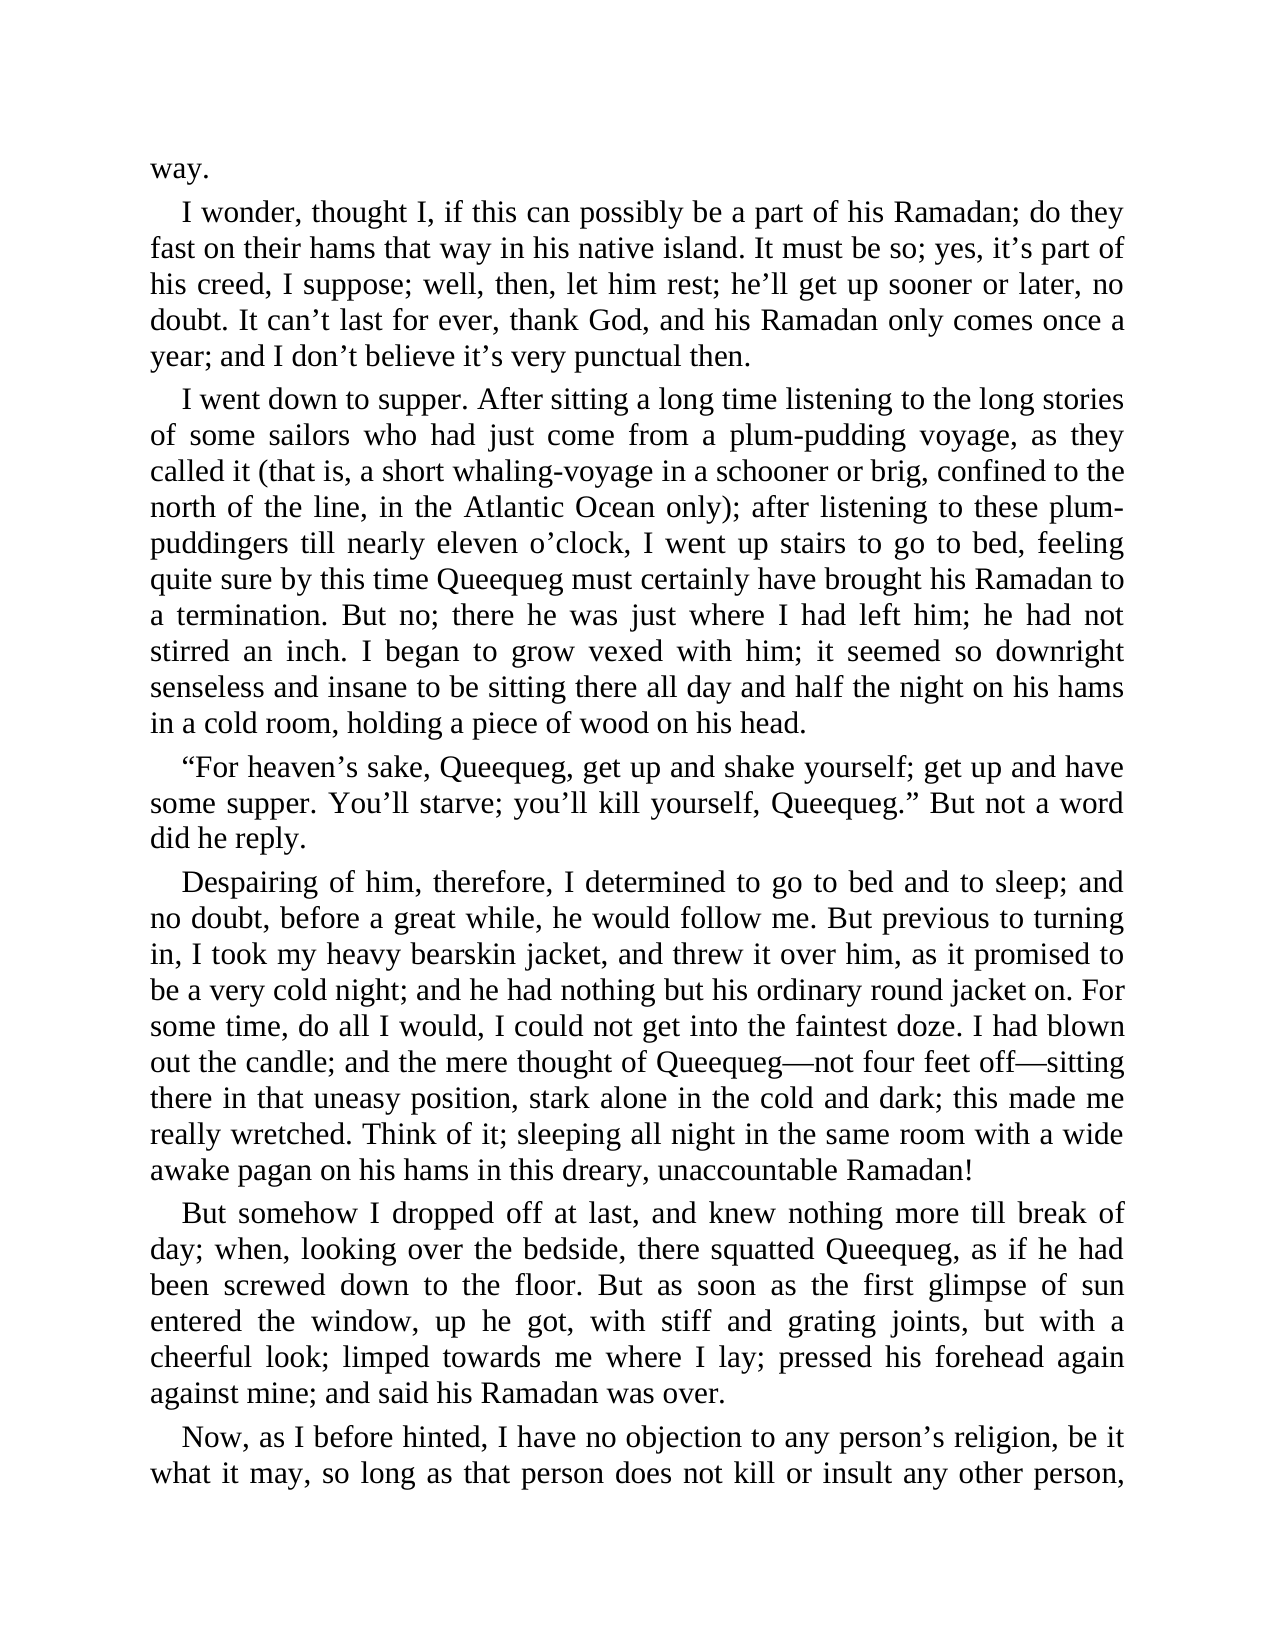 way.
I wonder, thought I, if this can possibly be a part of his Ramadan; do they
fast on their hams that way in his native island. It must be so; yes, it’s part of
his creed, I suppose; well, then, let him rest; he’ll get up sooner or later, no
doubt. It can’t last for ever, thank God, and his Ramadan only comes once a
year; and I don’t believe it’s very punctual then.
I went down to supper. After sitting a long time listening to the long stories
of some sailors who had just come from a plum-pudding voyage, as they
called it (that is, a short whaling-voyage in a schooner or brig, confined to the
north of the line, in the Atlantic Ocean only); after listening to these plum-
puddingers till nearly eleven o’clock, I went up stairs to go to bed, feeling
quite sure by this time Queequeg must certainly have brought his Ramadan to
a termination. But no; there he was just where I had left him; he had not
stirred an inch. I began to grow vexed with him; it seemed so downright
senseless and insane to be sitting there all day and half the night on his hams
in a cold room, holding a piece of wood on his head.
“For heaven’s sake, Queequeg, get up and shake yourself; get up and have
some supper. You’ll starve; you’ll kill yourself, Queequeg.” But not a word
did he reply.
Despairing of him, therefore, I determined to go to bed and to sleep; and
no doubt, before a great while, he would follow me. But previous to turning
in, I took my heavy bearskin jacket, and threw it over him, as it promised to
be a very cold night; and he had nothing but his ordinary round jacket on. For
some time, do all I would, I could not get into the faintest doze. I had blown
out the candle; and the mere thought of Queequeg—not four feet off—sitting
there in that uneasy position, stark alone in the cold and dark; this made me
really wretched. Think of it; sleeping all night in the same room with a wide
awake pagan on his hams in this dreary, unaccountable Ramadan!
But somehow I dropped off at last, and knew nothing more till break of
day; when, looking over the bedside, there squatted Queequeg, as if he had
been screwed down to the floor. But as soon as the first glimpse of sun
entered the window, up he got, with stiff and grating joints, but with a
cheerful look; limped towards me where I lay; pressed his forehead again
against mine; and said his Ramadan was over.
Now, as I before hinted, I have no objection to any person’s religion, be it
what it may, so long as that person does not kill or insult any other person,